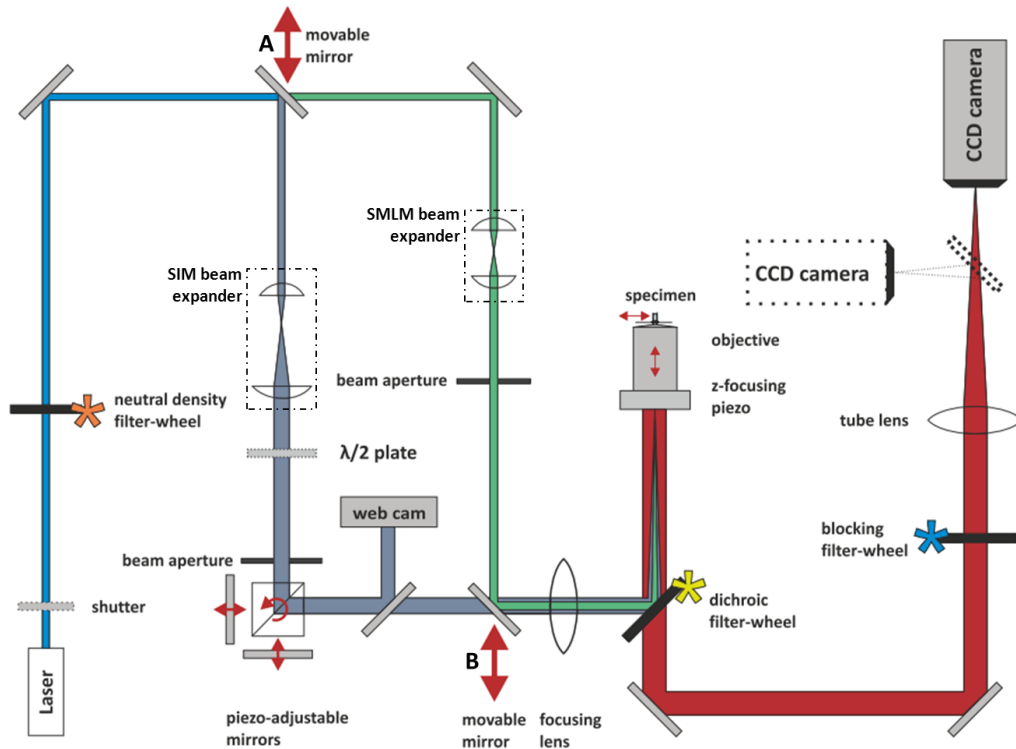 A
movable
mirror
CCD camera
SMLM beam
expander
SIM beam
expander
CCD camera
specimen
objective
beam aperture
z-focusing
piezo
neutral density
filter-wheel
tube lens
λ/2 plate
web cam
blocking
filter-wheel
beam aperture
shutter
dichroic
filter-wheel
Laser
B
piezo-adjustable
mirrors
movable
mirror
focusing
lens